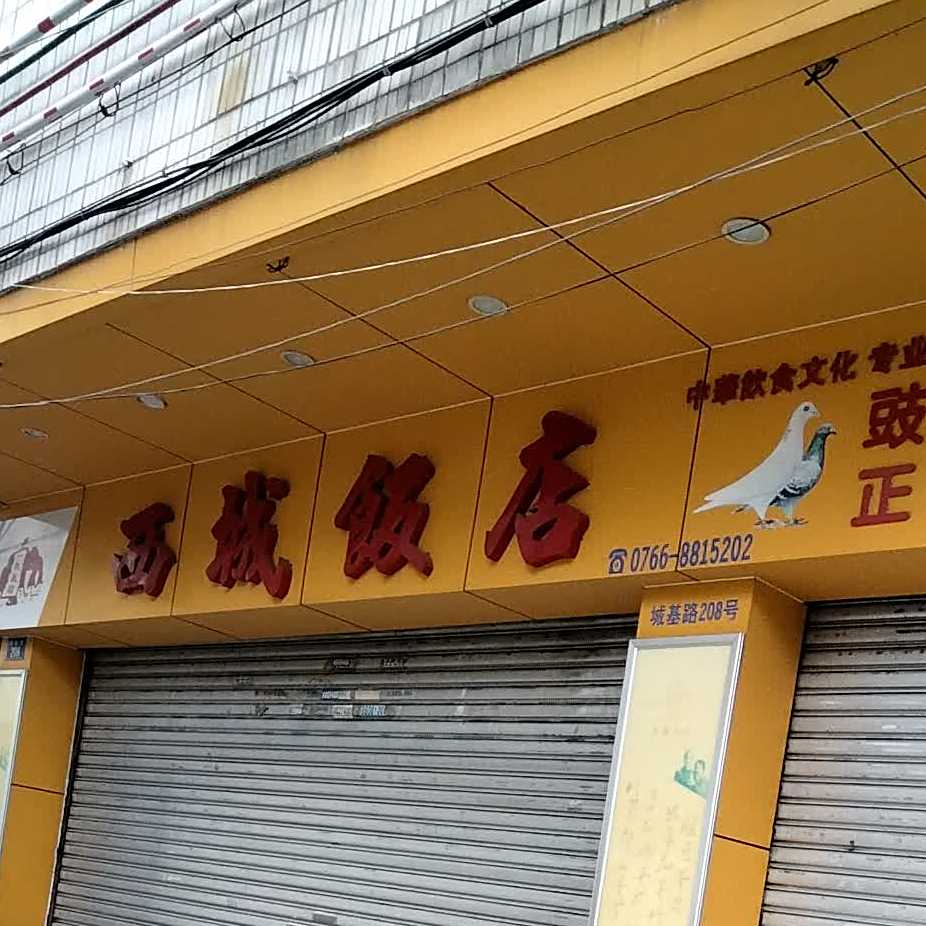 西城飯店
0766-8815202
中華飲食文化 专业
豉
正
城基路208号